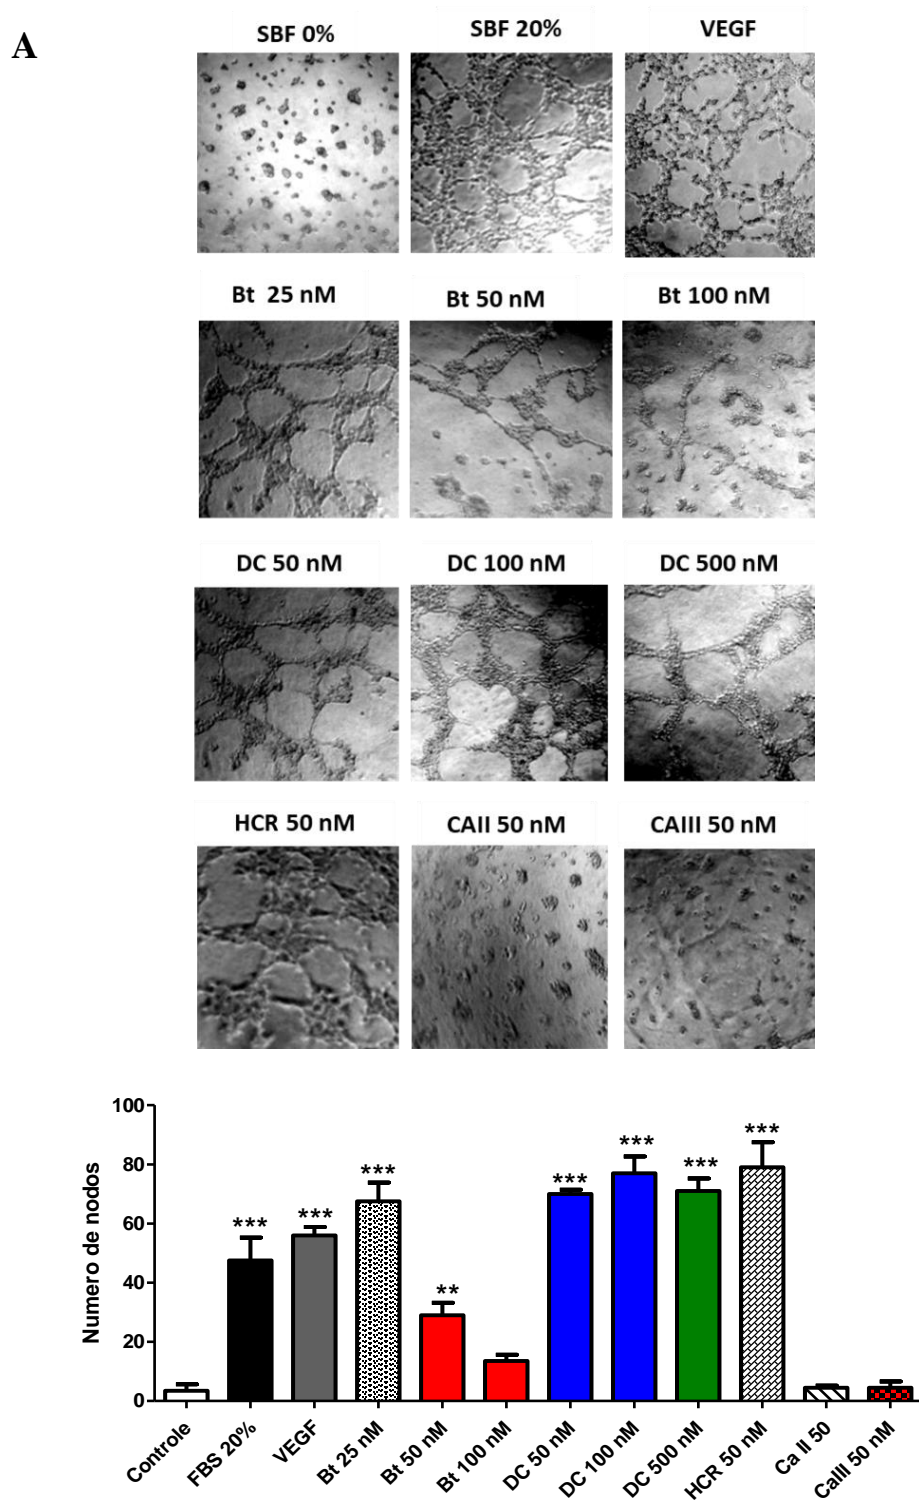 A
SBF 0%
SBF 20%
VEGF
Bt 25 nM
Bt 50 nM
Bt 100 nM
DC 50 nM
DC 100 nM
DC 500 nM
HCR 50 nM
CAII 50 nM
CAIII 50 nM
Numero de nodos
100
80
60
40
20
0
***
***
***
**
***
***
***
***
Controle
FBS 20%
VEGF
Bt 25 nM
Bt 50 nM
Bt 100 nM
DC 50 nM
DC 100 nM
DC 500 nM
HCR 50 nM
Ca II 50
CaIII 50 nM